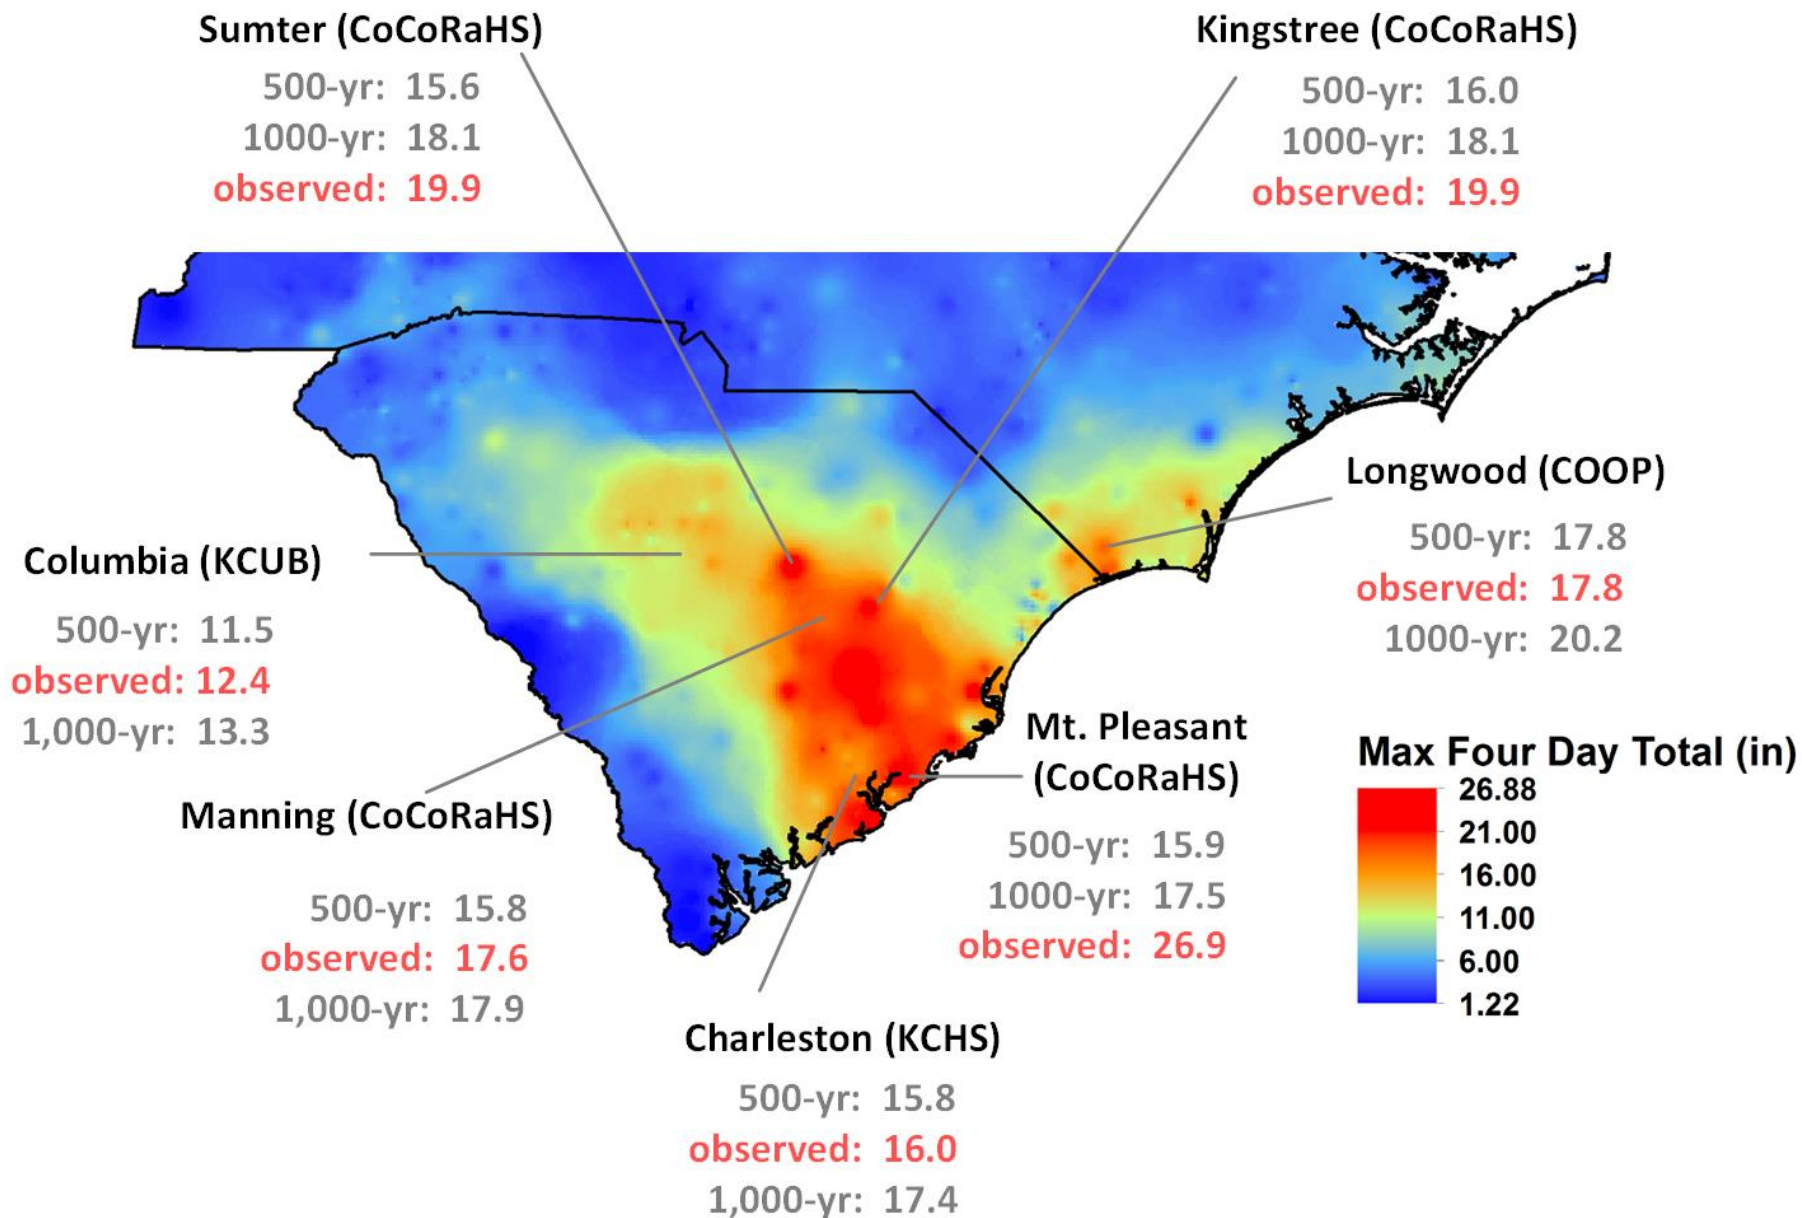 Sumter (CoCoRaHS)
500-yr: 15.6
1000-yr: 18.1
observed: 19.9
Kingstree (CoCoRaHS)
500-yr: 16.0
1000-yr: 18.1
observed: 19.9
Longwood (COOP)
500-yr: 17.8
observed: 17.8
1000-yr: 20.2
Columbia (KCUB)
500-yr: 11.5
observed: 12.4
1,000-yr: 13.3
Mt. Pleasant
(CoCoRaHS)
500-yr: 15.9
1000-yr: 17.5
observed: 26.9
Manning (CoCoRaHS)
500-yr: 15.8
observed: 17.6
1,000-yr: 17.9
Charleston (KCHS)
500-yr: 15.8
observed: 16.0
1,000-yr: 17.4
Max Four Day Total (in)
26.88
21.00
16.00
11.00
6.00
1.22